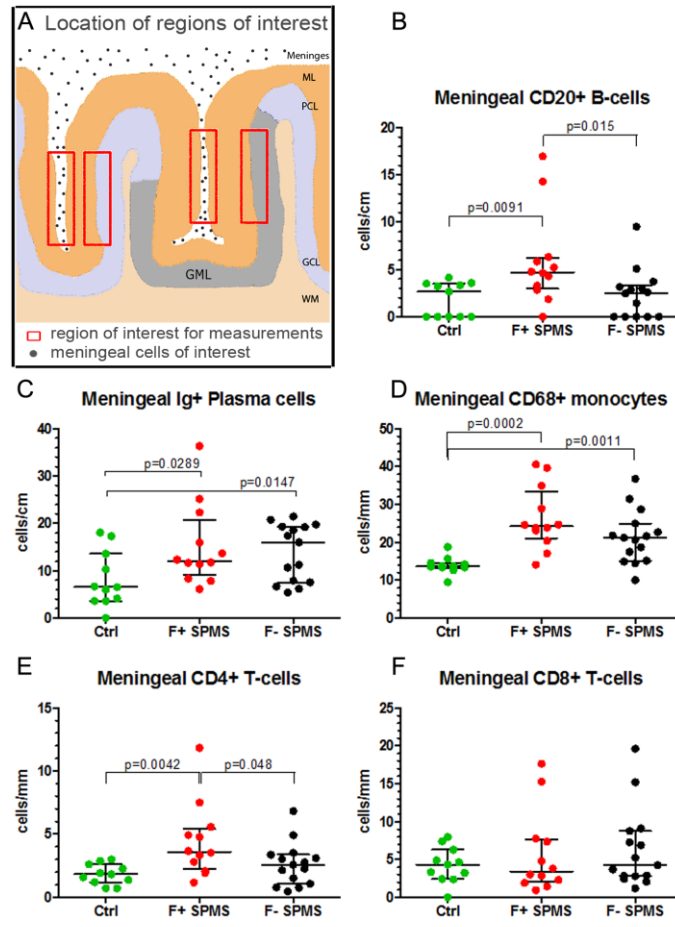 A Location of regions of interest
Meninges
ML
PCL
GCL
GML
WM
region of interest for measurements
meningeal cells of interest
B
Meningeal CD20+ B-cells
p=0.015
p=0.0091
cells/cm
20
15
10
5
0
Ctrl F+ SPMS F- SPMS
C
Meningeal Ig+ Plasma cells
p=0.0289
p=0.0147
cells/cm
40
30
20
10
0
Ctrl F+ SPMS F- SPMS
D
Meningeal CD68+ monocytes
p=0.0002
p=0.0011
cells/mm
50
40
30
20
10
0
Ctrl F+ SPMS F- SPMS
E
Meningeal CD4+ T-cells
p=0.0042 p=0.048
cells/mm
15
10
5
0
Ctrl F+ SPMS F- SPMS
F
Meningeal CD8+ T-cells
cells/mm
25
20
15
10
5
0
Ctrl F+ SPMS F- SPMS